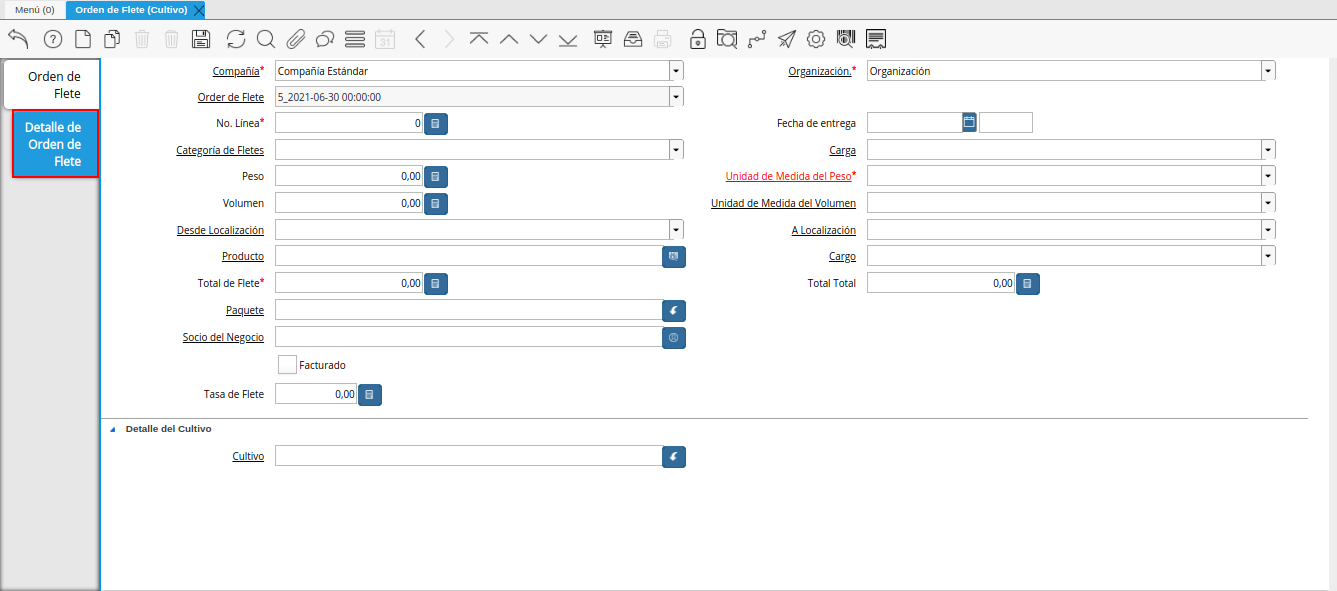 Menú (0)
Orden de Flete (Cultivo)
31
Orden de
Flete
Detalle de
Orden de
Flete
Compañía* Compañía Estándar
Organización.* Organización
Order de Flete 5_2021-06-30 00:00:00
No. Línea* 0
Fecha de entrega
Categoría de Fletes
Carga
Peso 0,00
Unidad de Medida del Peso*
Volumen 0,00
Unidad de Medida del Volumen
Desde Localización
A Localización
Producto
Cargo
Total de Flete* 0,00
Total Total 0,00
Paquete
Socio del Negocio
Facturado
Tasa de Flete 0,00
Detalle del Cultivo
Cultivo